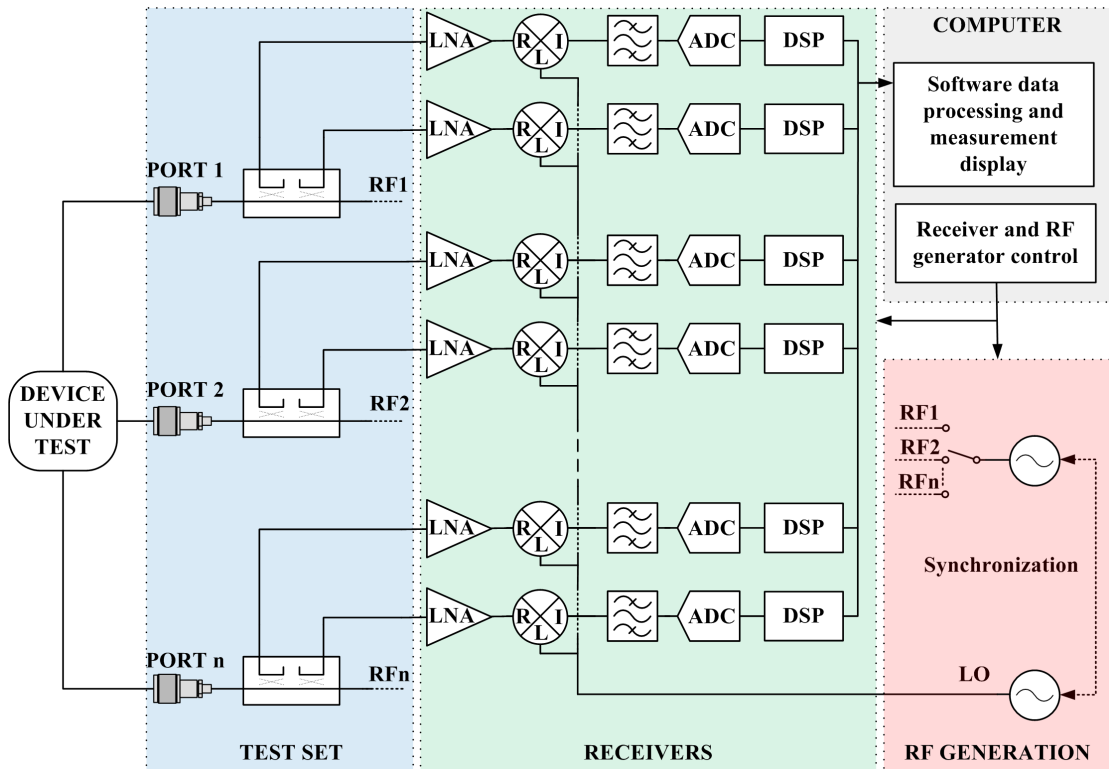 COMPUTER
LNA R I L ADC DSP
Software data
processing and
measurement
display
LNA R I L ADC DSP
PORT 1
RF1
Receiver and RF
generator control
LNA R I L ADC DSP
LNA R I L ADC DSP
DEVICE
UNDER
TEST
PORT 2
RF2
RF1
RF2
RFn
LNA R I L ADC DSP
Synchronization
LNA R I L ADC DSP
PORT n
RFn
LO
TEST SET
RECEIVERS
RF GENERATION